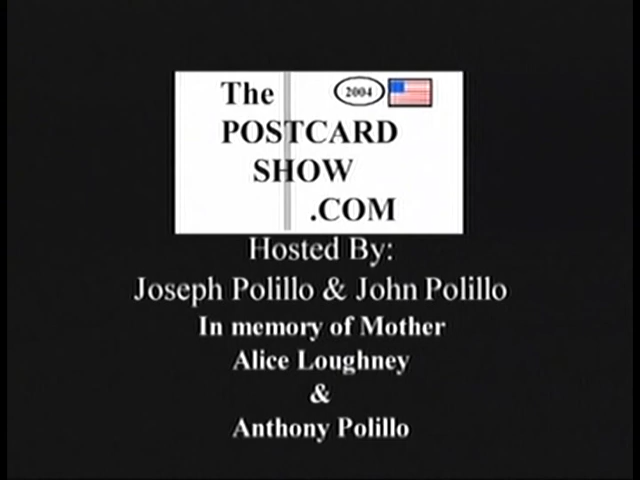 The
2004
POSTCARD
SHOW
.COM
Hosted By:
Joseph Polillo & John Polillo
In memory of Mother
Alice Loughney
&
Anthony Polillo